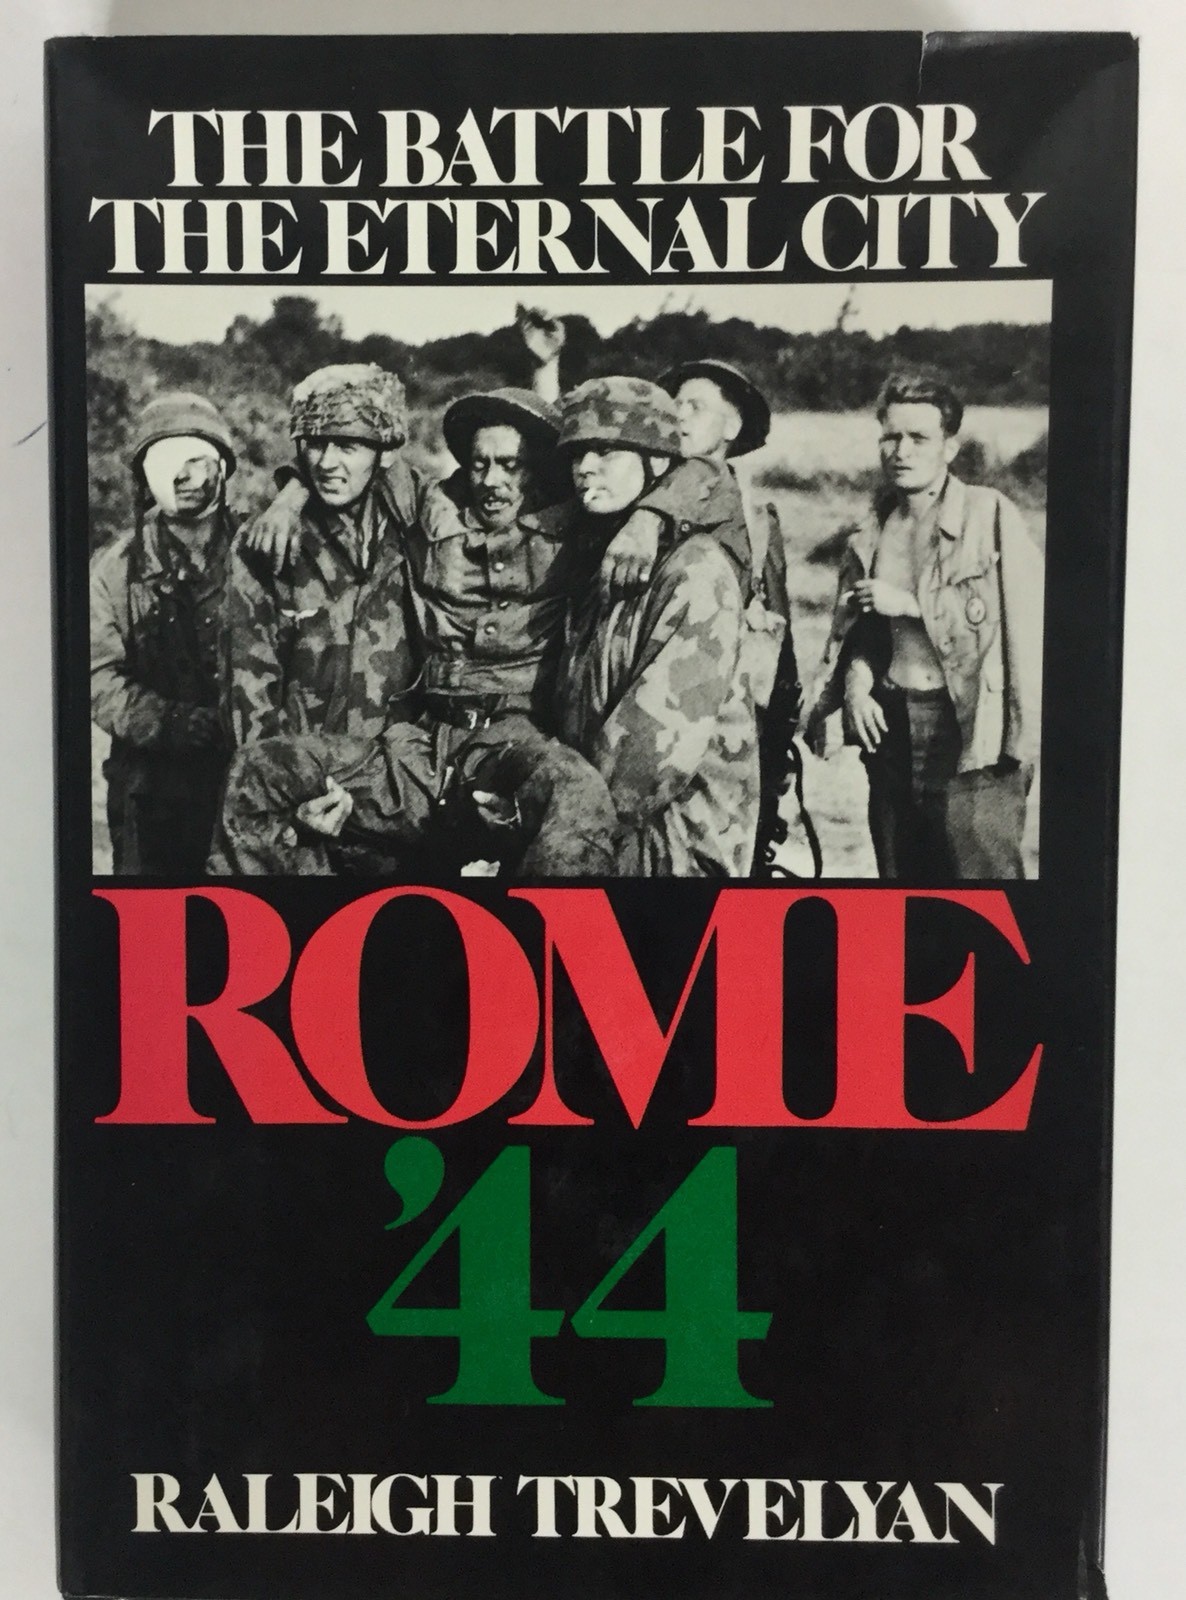 THE BATTLE FOR
THE ETERNAL CITY
ROME
'44
RALEIGH TREVELYAN